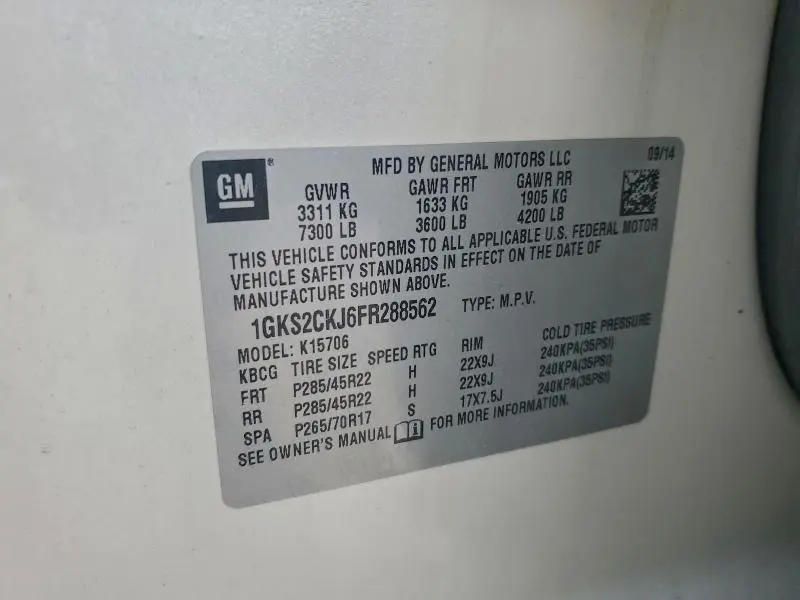 GM®
MFD BY GENERAL MOTORS LLC 09/14
GVWR GAWR FRT GAWR RR
3311 KG 1633 KG 1905 KG
7300 LB 3600 LB 4200 LB
THIS VEHICLE CONFORMS TO ALL APPLICABLE U.S. FEDERAL MOTOR
VEHICLE SAFETY STANDARDS IN EFFECT ON THE DATE OF
MANUFACTURE SHOWN ABOVE.
1GKS2CKJ6FR288562 TYPE: M.P.V.
MODEL: K15706
KBCG TIRE SIZE SPEED RTG RIM COLD TIRE PRESSURE
FRT P285/45R22 H 22X9J 240KPA(35PSI)
RR P285/45R22 H 22X9J 240KPA(35PSI)
SPA P265/70R17 S 17X7.5J 240KPA(35PSI)
SEE OWNER'S MANUAL FOR MORE INFORMATION.